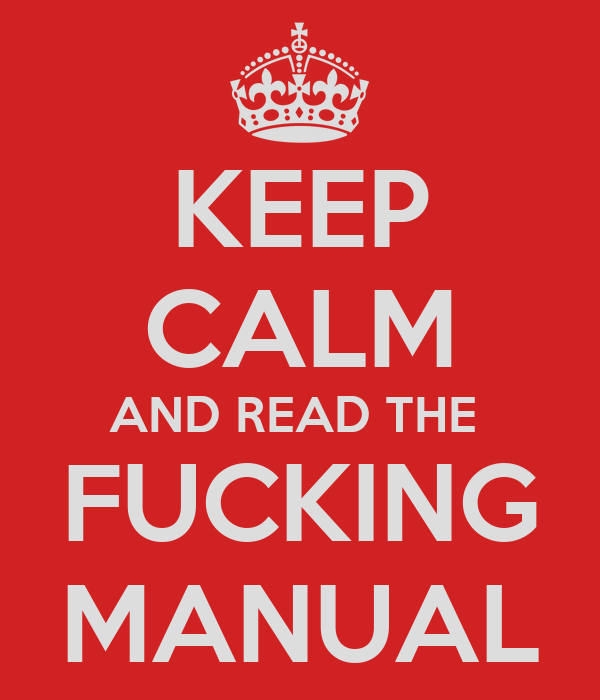 KEEP
CALM
AND READ THE
FUCKING
MANUAL